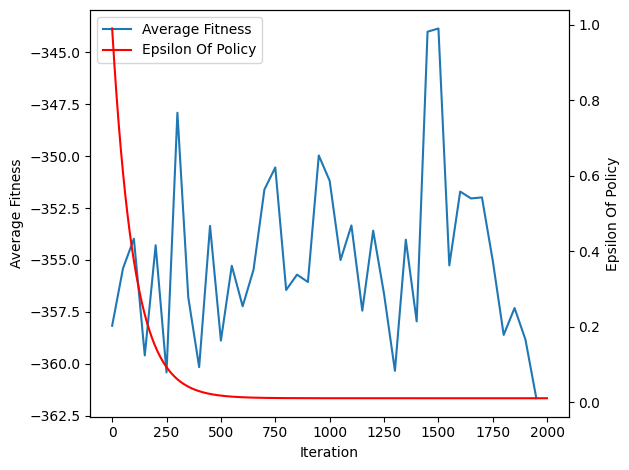 Average Fitness
Epsilon Of Policy
−345.0
−347.5
−350.0
−352.5
−355.0
−357.5
−360.0
−362.5
Average Fitness
1.0
0.8
0.6
0.4
0.2
0.0
Epsilon Of Policy
0 250 500 750 1000 1250 1500 1750 2000
Iteration